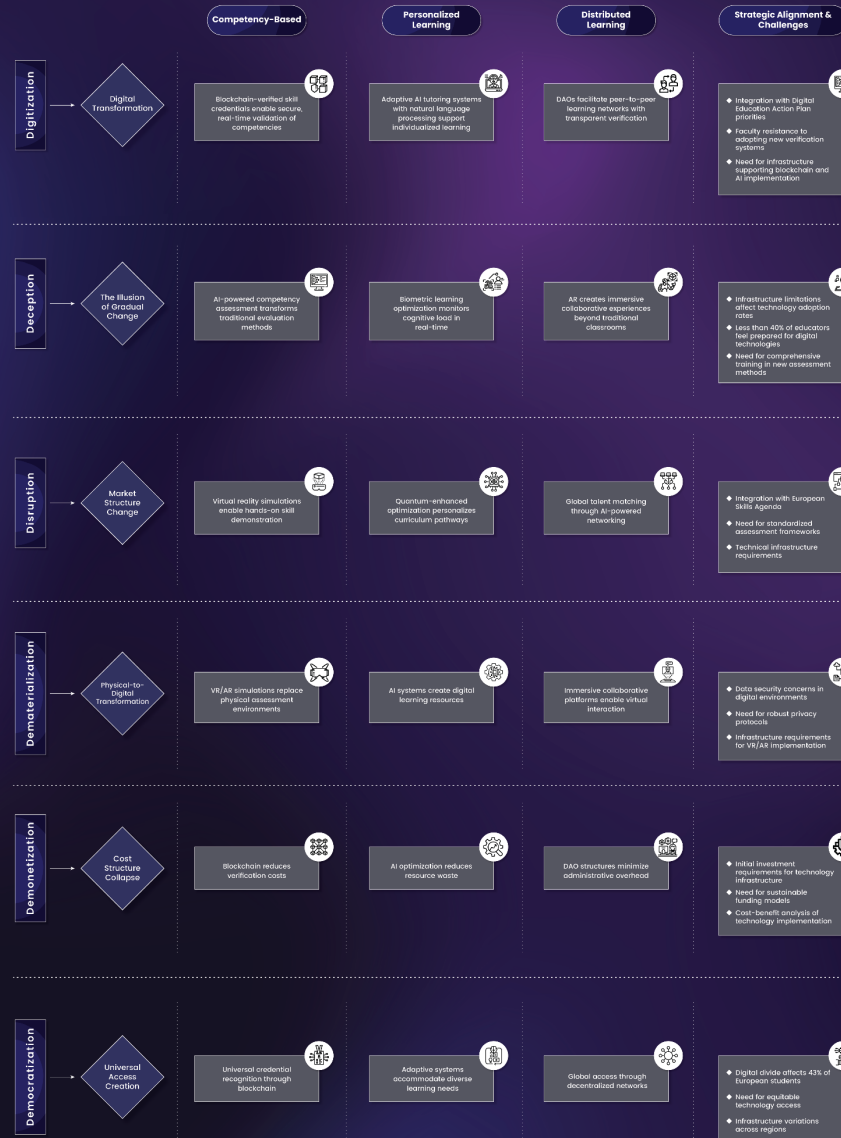 Competency-Based
Personalized
Learning
Distributed
Learning
Strategic Alignment &
Challenges
Digitization
Digital
Transformation
Blockchain-verified skill
credentials enable secure,
real-time validation of
competencies
Adaptive AI tutoring systems
with natural language
processing support
individualized learning
DAOs facilitate peer-to-peer
learning networks with
transparent verification
◆ Integration with Digital
Education Action Plan
priorities
◆ Faculty resistance to
adopting new verification
systems
◆ Need for infrastructure
supporting blockchain and
AI implementation
Deception
The Illusion
of Gradual
Change
AI-powered competency
assessment transforms
traditional evaluation
methods
Biometric learning
optimization monitors
cognitive load in
real-time
AR creates immersive
collaborative experiences
beyond traditional
classrooms
◆ Infrastructure limitations
affect technology adoption
rates
◆ Less than 40% of educators
feel prepared for digital
technologies
◆ Need for comprehensive
training in new assessment
methods
Disruption
Market
Structure
Change
Virtual reality simulations
enable hands-on skill
demonstration
Quantum-enhanced
optimization personalizes
curriculum pathways
Global talent matching
through AI-powered
networking
◆ Integration with European
Skills Agenda
◆ Need for standardized
assessment frameworks
◆ Technical infrastructure
requirements
Dematerialization
Physical-to-
Digital
Transformation
VR/AR simulations replace
physical assessment
environments
AI systems create digital
learning resources
Immersive collaborative
platforms enable virtual
interaction
◆ Data security concerns in
digital environments
◆ Need for robust privacy
protocols
◆ Infrastructure requirements
for VR/AR implementation
Demonetization
Cost
Structure
Collapse
Blockchain reduces
verification costs
AI optimization reduces
resource waste
DAO structures minimize
administrative overhead
◆ Initial investment
requirements for technology
infrastructure
◆ Need for sustainable
funding models
◆ Cost-benefit analysis of
technology implementation
Democratization
Universal
Access
Creation
Universal credential
recognition through
blockchain
Adaptive systems
accommodate diverse
learning needs
Global access through
decentralized networks
◆ Digital divide affects 43% of
European students
◆ Need for equitable
technology access
◆ Infrastructure variations
across regions